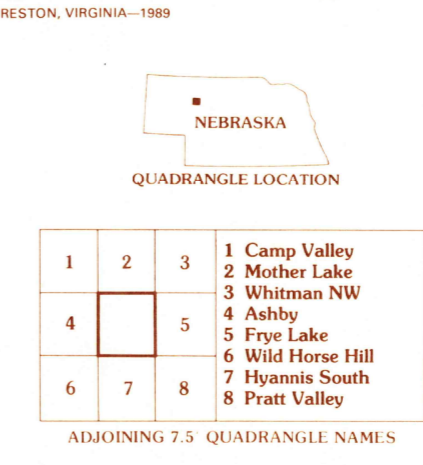 RESTON, VIRGINIA—1989
NEBRASKA
QUADRANGLE LOCATION
1 2 3
4 5
6 7 8
1 Camp Valley
2 Mother Lake
3 Whitman NW
4 Ashby
5 Frye Lake
6 Wild Horse Hill
7 Hyannis South
8 Pratt Valley
ADJOINING 7.5' QUADRANGLE NAMES